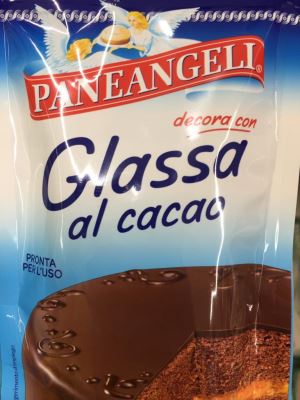 PANEANGELI
decora con
Glassa
al cacao
PRONTA
PER L'USO